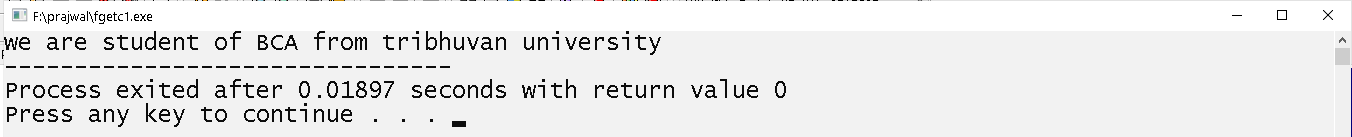 F:\prajwal\fgetc1.exe
we are student of BCA from tribhuvan university
--------------------------------
Process exited after 0.01897 seconds with return value 0
Press any key to continue . . .